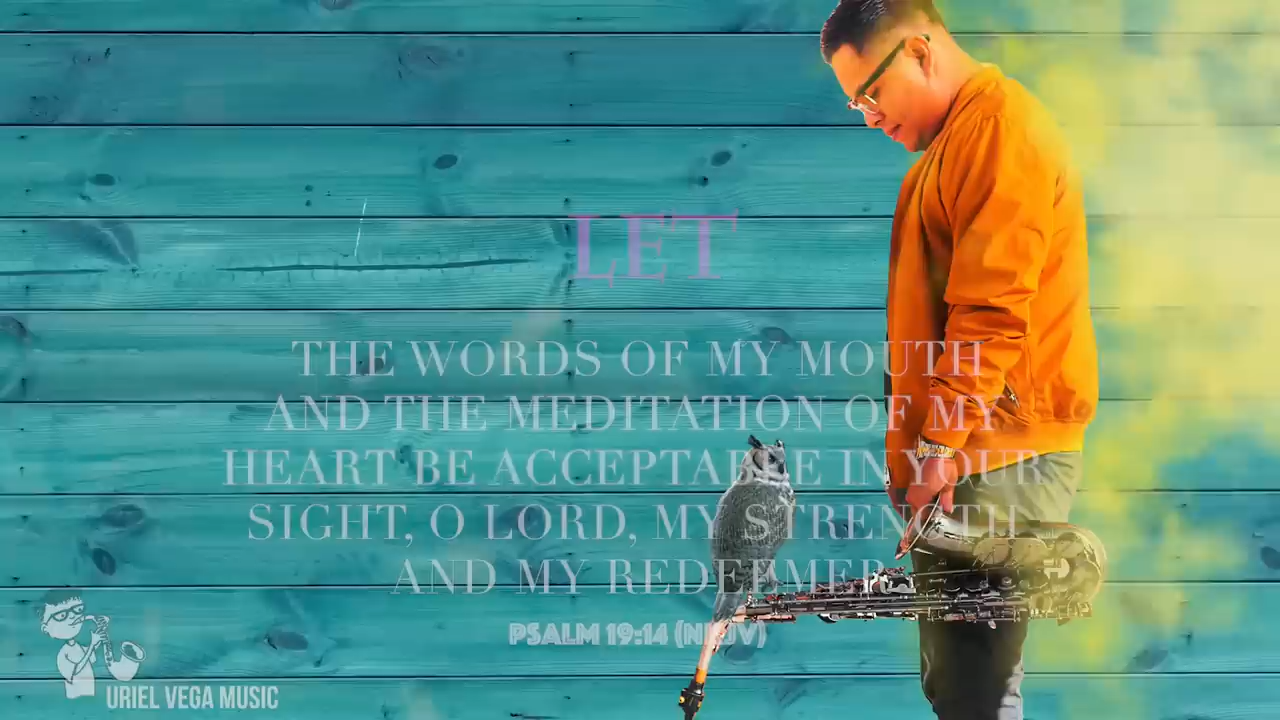 LET
THE WORDS OF MY MOUTH
AND THE MEDITATION OF MY
HEART BE ACCEPTABLE IN YOUR
SIGHT, O LORD, MY STRENGTH
AND MY REDEEMER
PSALM 19:14 (NKJV)
URIEL VEGA MUSIC